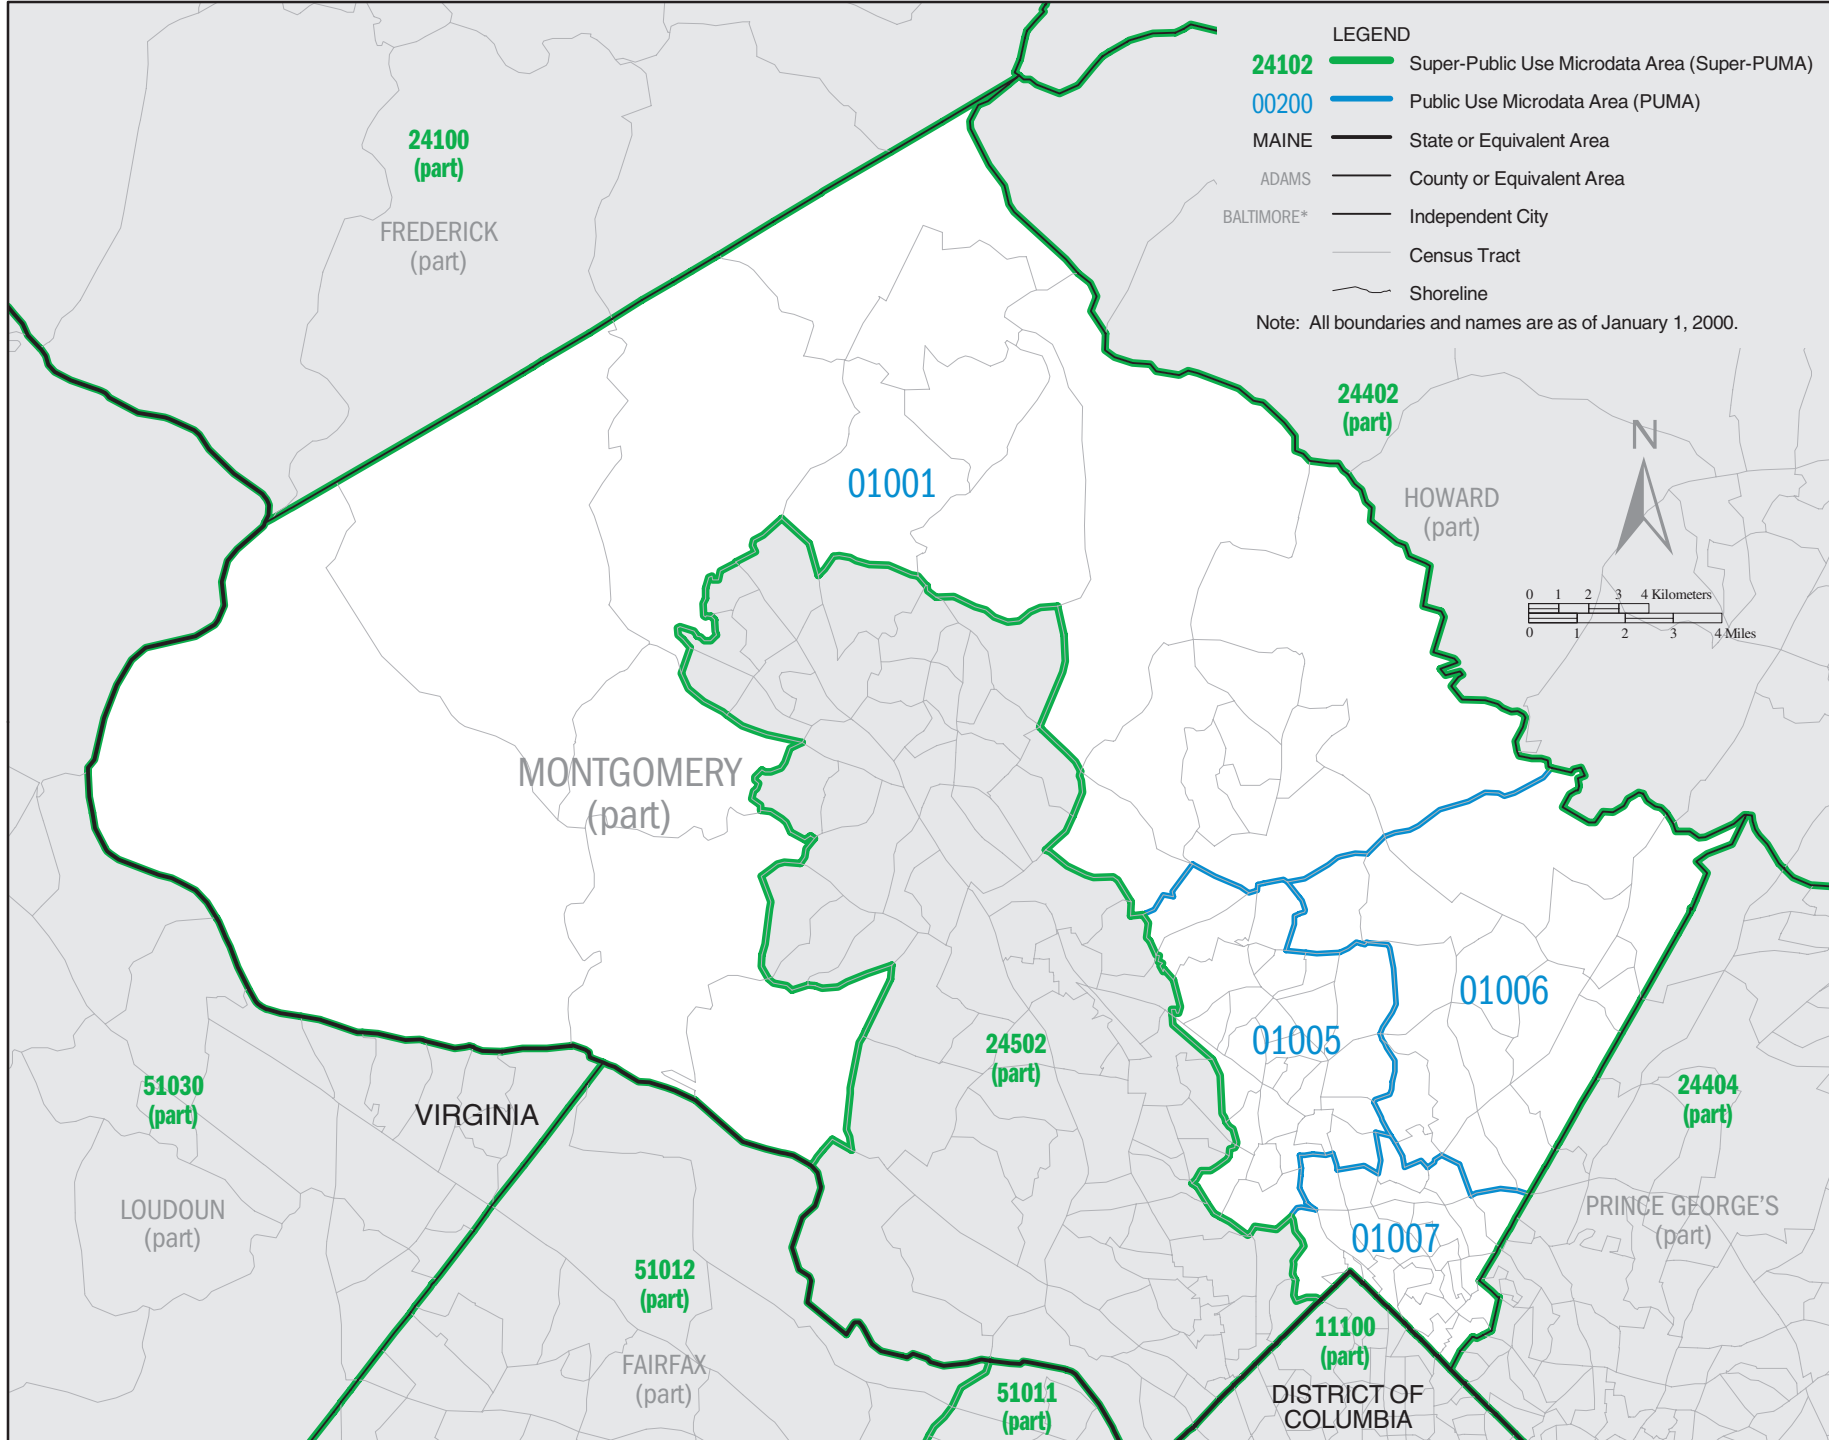 LEGEND
24102 Super-Public Use Microdata Area (Super-PUMA)
00200 Public Use Microdata Area (PUMA)
MAINE State or Equivalent Area
ADAMS County or Equivalent Area
BALTIMORE* Independent City
Census Tract
Shoreline
Note: All boundaries and names are as of January 1, 2000.
24100
(part)
FREDERICK
(part)
24402
(part)
N
01001
HOWARD
(part)
0 1 2 3 4 Kilometers
0 1 2 3 4 Miles
MONTGOMERY
(part)
01006
01005
24502
(part)
51030
(part)
VIRGINIA
24404
(part)
LOUDOUN
(part)
PRINCE GEORGE'S
(part)
01007
51012
(part)
11100
(part)
FAIRFAX
(part)
51011
(part)
DISTRICT OF
COLUMBIA